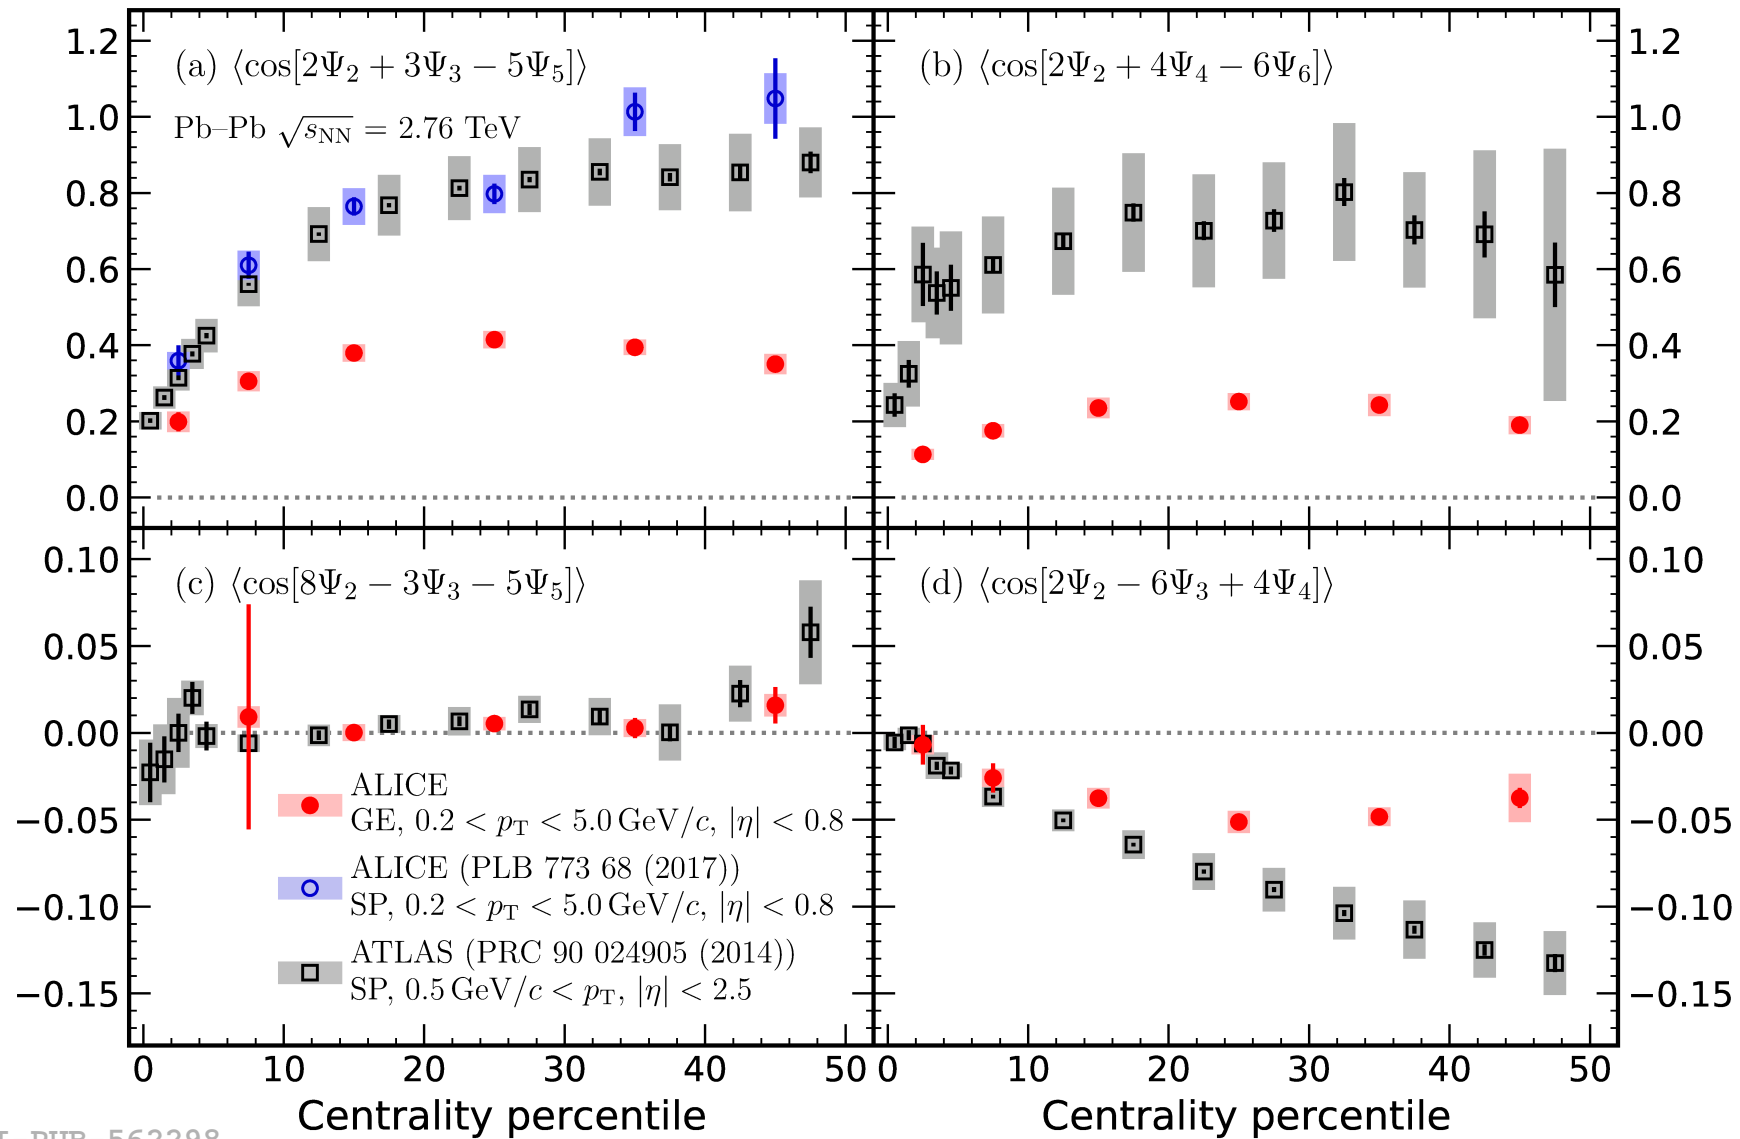 (a) ⟨cos[2Ψ₂ + 3Ψ₃ − 5Ψ₅]⟩
Pb–Pb √s_NN = 2.76 TeV
1.2
1.0
0.8
0.6
0.4
0.2
0.0
(b) ⟨cos[2Ψ₂ + 4Ψ₄ − 6Ψ₆]⟩
1.2
1.0
0.8
0.6
0.4
0.2
0.0
(c) ⟨cos[8Ψ₂ − 3Ψ₃ − 5Ψ₅]⟩
0.10
0.05
0.00
−0.05
−0.10
−0.15
ALICE
GE, 0.2 < p_T < 5.0 GeV/c, |η| < 0.8
ALICE (PLB 773 68 (2017))
SP, 0.2 < p_T < 5.0 GeV/c, |η| < 0.8
ATLAS (PRC 90 024905 (2014))
SP, 0.5 GeV/c < p_T, |η| < 2.5
(d) ⟨cos[2Ψ₂ − 6Ψ₃ + 4Ψ₄]⟩
0.10
0.05
0.00
−0.05
−0.10
−0.15
0 10 20 30 40 50
0 10 20 30 40 50
Centrality percentile
Centrality percentile